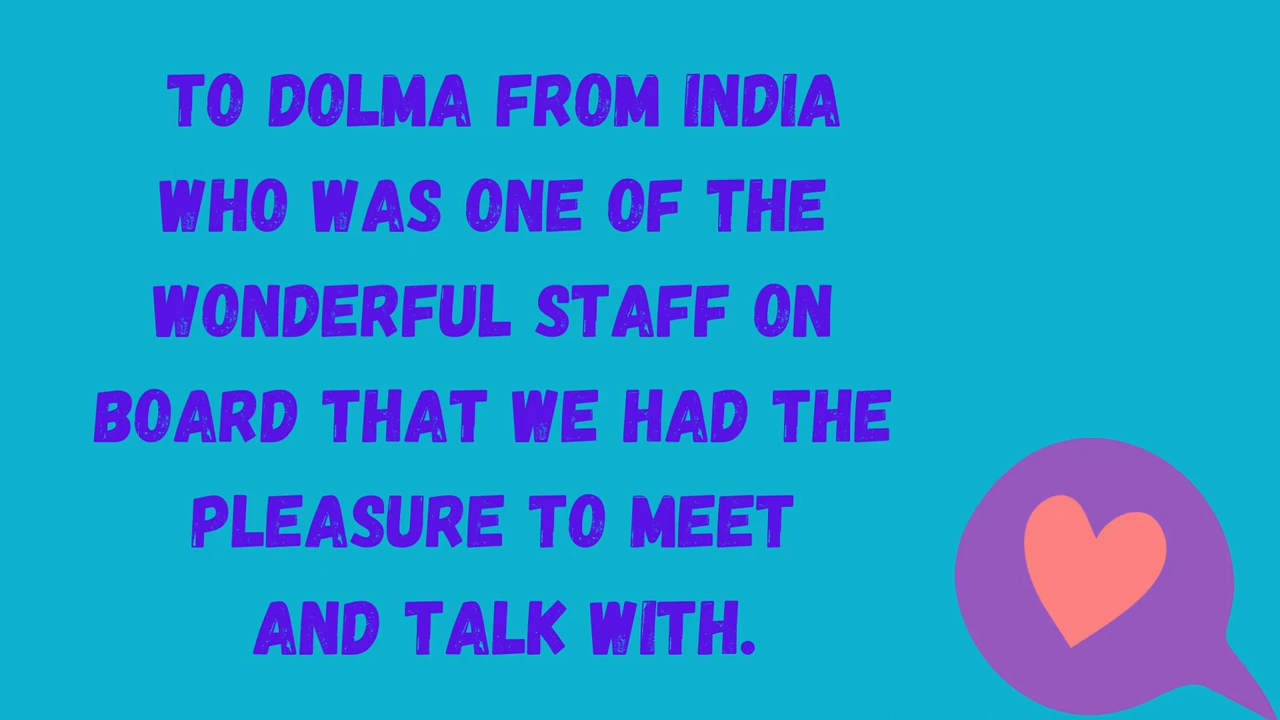 TO DOLMA FROM INDIA
WHO WAS ONE OF THE
WONDERFUL STAFF ON
BOARD THAT WE HAD THE
PLEASURE TO MEET
AND TALK WITH.